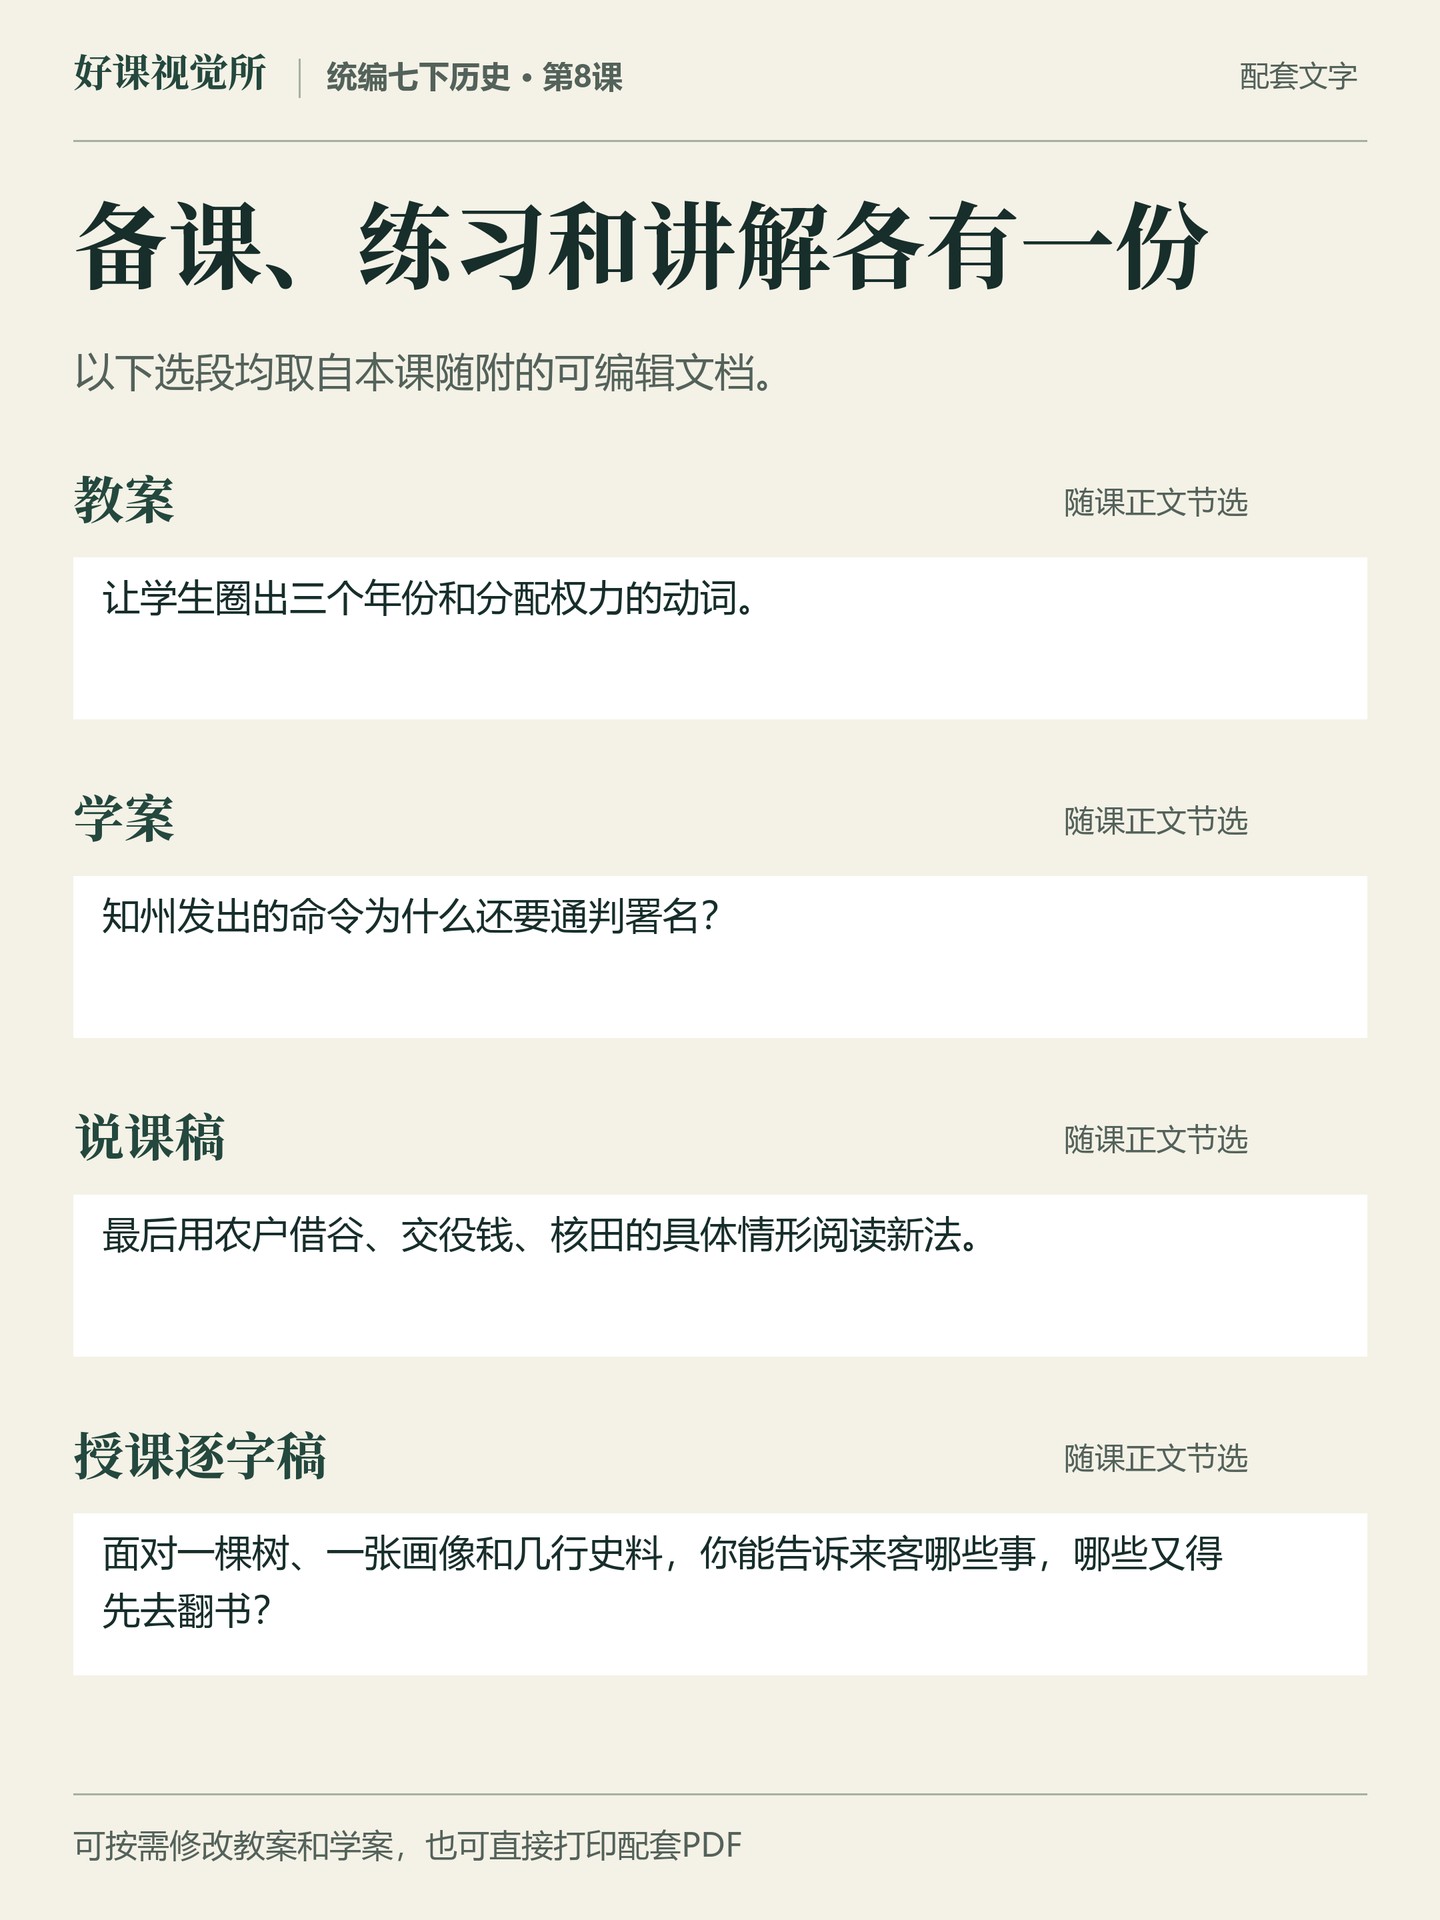 好课视觉所 | 统编七下历史 • 第8课 配套文字
备课、练习和讲解各有一份
以下选段均取自本课随附的可编辑文档。
教案 随课正文节选
让学生圈出三个年份和分配权力的动词。
学案 随课正文节选
知州发出的命令为什么还要通判署名？
说课稿 随课正文节选
最后用农户借谷、交役钱、核田的具体情形阅读新法。
授课逐字稿 随课正文节选
面对一棵树、一张画像和几行史料，你能告诉来客哪些事，哪些又得
先去翻书？
可按需修改教案和学案，也可直接打印配套PDF